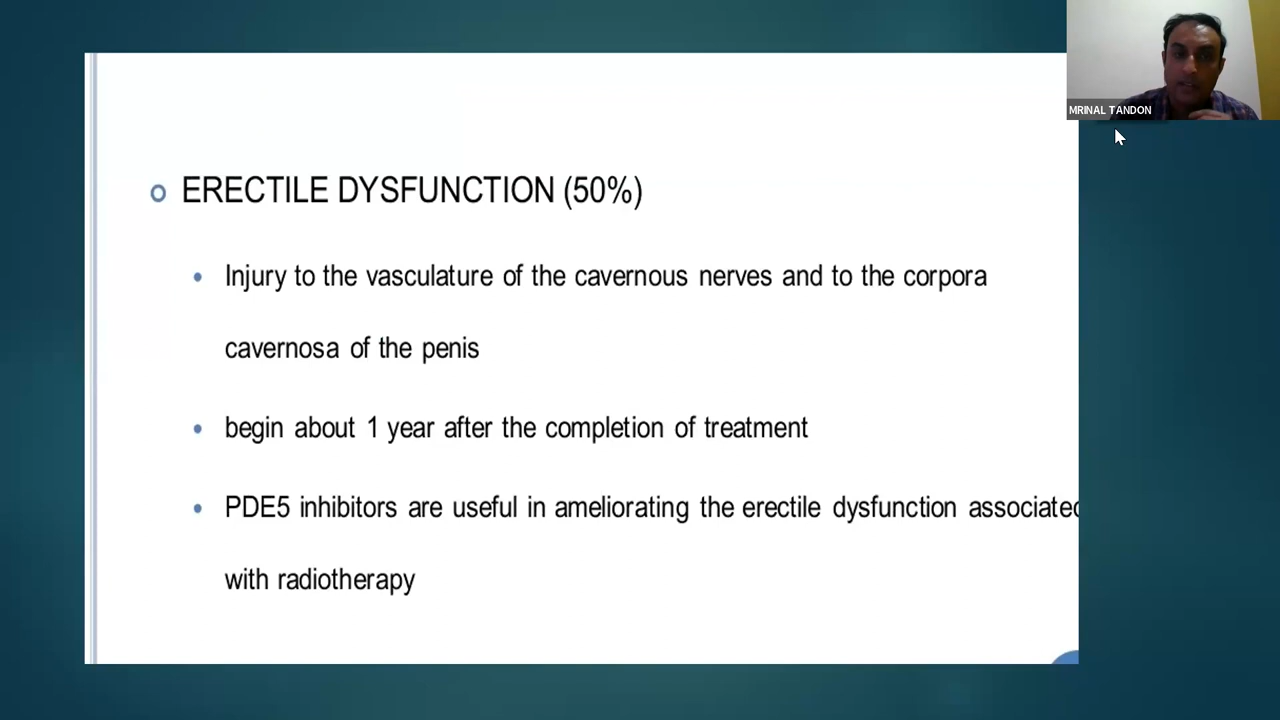 MRINAL TANDON
ERECTILE DYSFUNCTION (50%)
Injury to the vasculature of the cavernous nerves and to the corpora
cavernosa of the penis
begin about 1 year after the completion of treatment
PDE5 inhibitors are useful in ameliorating the erectile dysfunction associated
with radiotherapy